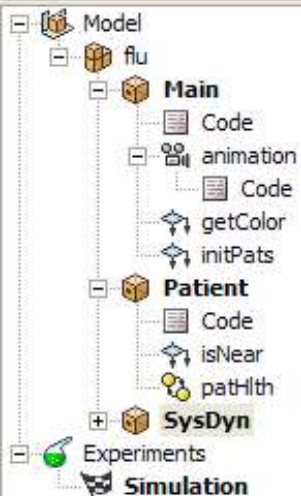 Model
flu
Main
Code
animation
Code
getColor
initPats
Patient
Code
isNear
patHlth
SysDyn
Experiments
Simulation